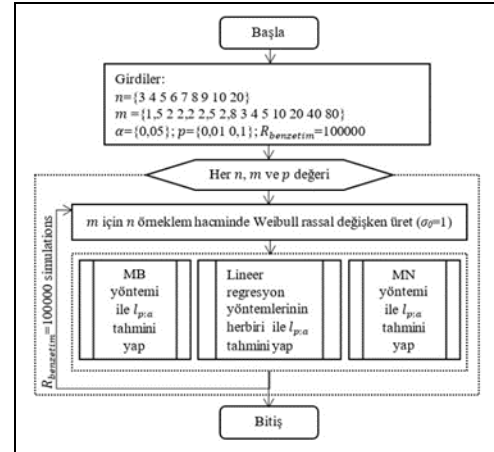 Başla
Girdiler:
n={3 4 5 6 7 8 9 10 20}
m ={1,5 2 2,2 2,5 2,8 3 4 5 10 20 40 80}
α={0,05}; p={0,01 0,1}; R_benzetim=100000
Her n, m ve p değeri
m için n örneklem hacminde Weibull rassal değişken üret (σ₀=1)
MB
yöntemi
ile l_p:a
tahmini
yap
Lineer
regresyon
yöntemlerinin
herbiri ile l_p:a
tahmini yap
MN
yöntemi
ile l_p:a
tahmini
yap
R_benzetim=100000 simulations
Bitiş